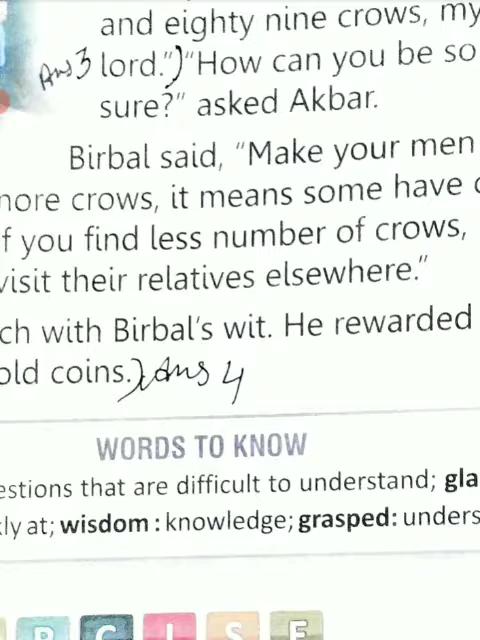 and eighty nine crows, my
Ans 3 lord.")"How can you be so
sure?" asked Akbar.
Birbal said, "Make your men
more crows, it means some have
f you find less number of crows,
visit their relatives elsewhere."
ch with Birbal's wit. He rewarded
old coins.) Ans 4
WORDS TO KNOW
estions that are difficult to understand; gla
kly at; wisdom : knowledge; grasped: unders
R C I S E